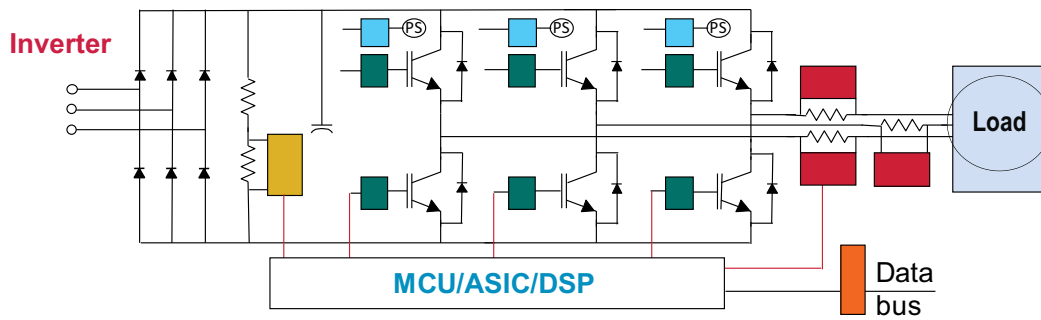 Inverter
PS
PS
PS
Load
MCU/ASIC/DSP
Data
bus